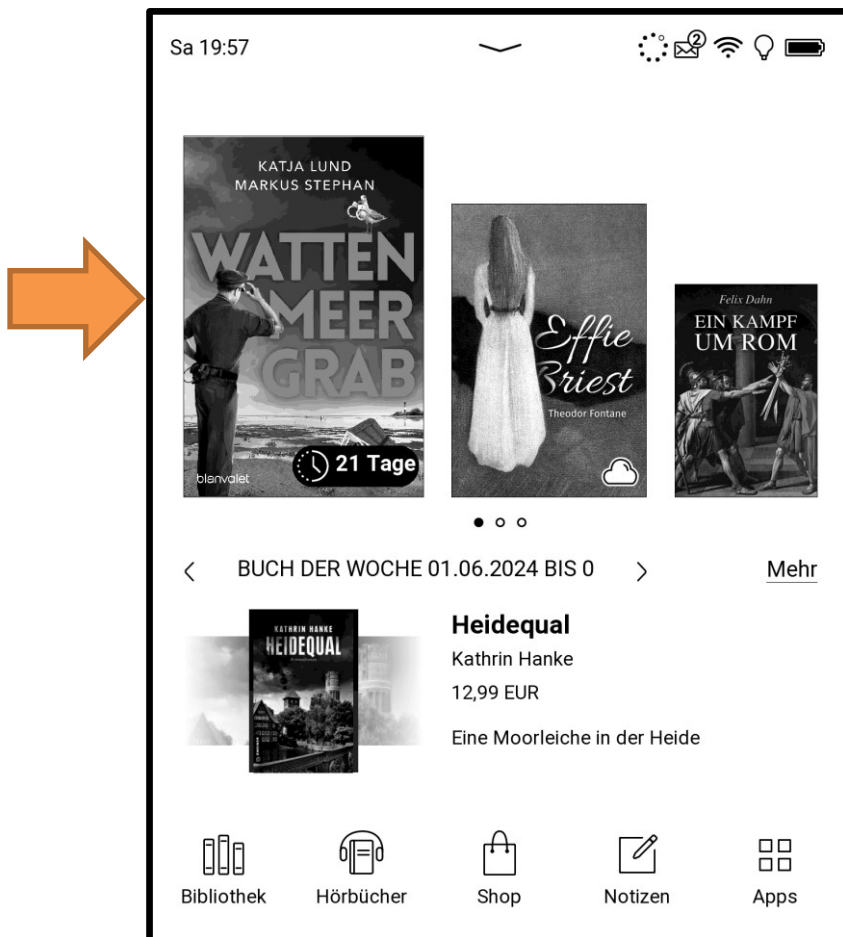 Sa 19:57
2
KATJA LUND
MARKUS STEPHAN
WATTEN
MEER
GRAB
21 Tage
blanvalet
Effie
Briest
Theodor Fontane
Felix Dahn
EIN KAMPF
UM ROM
BUCH DER WOCHE 01.06.2024 BIS 0
Mehr
KATHRIN HANKE
HEIDEQUAL
Heidequal
Kathrin Hanke
12,99 EUR
Eine Moorleiche in der Heide
Bibliothek
Hörbücher
Shop
Notizen
Apps